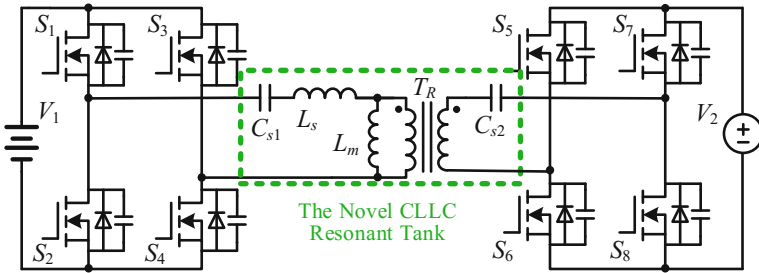 S1 S3 S5 S7
V1 Cs1 Ls Lm TR Cs2 V2
S2 S4 S6 S8
The Novel CLLC
Resonant Tank